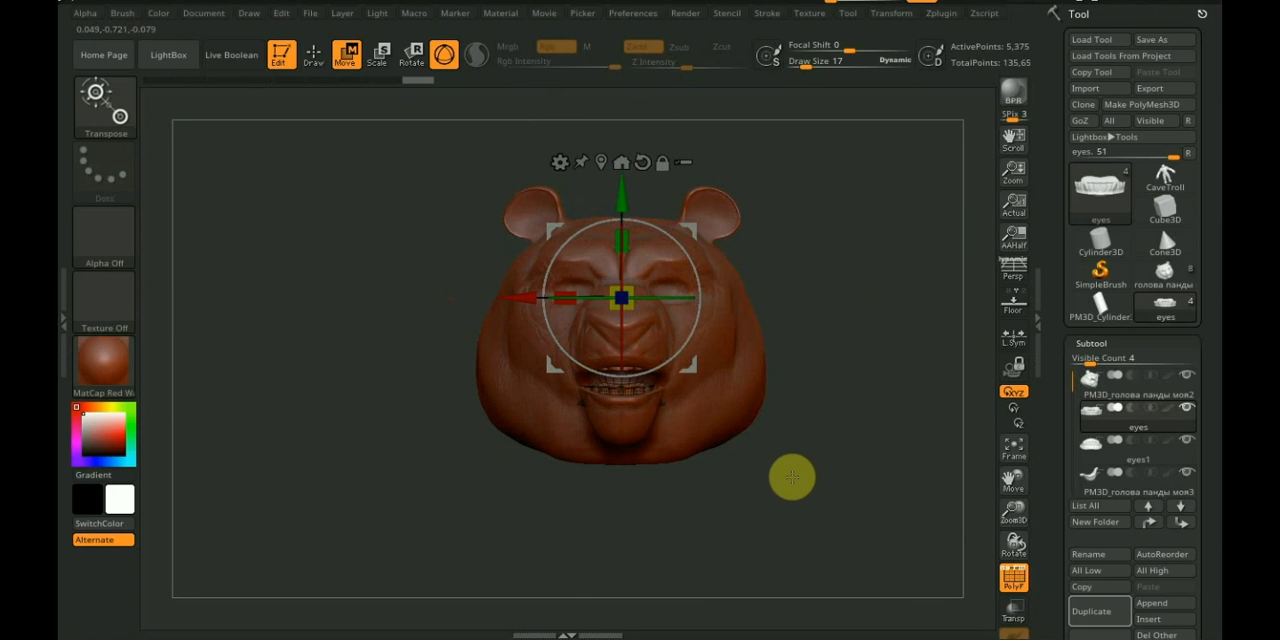 Alpha Brush Color Document Draw Edit File Layer Light Macro Marker Material Movie Picker Preferences Render Stencil Stroke Texture Tool Transform Zplugin Zscript
Tool
0.049,-0.721,-0.079
Home Page LightBox Live Boolean Edit Draw Move Scale Rotate
Mrgb Rgb M Zadd Zsub Zcut
Rgb Intensity Z Intensity
S Focal Shift 0 D
Draw Size 17 Dynamic
ActivePoints: 5,375
TotalPoints: 135,65
Transpose
Dots
Alpha Off
Texture Off
MatCap Red W
Gradient
SwitchColor
Alternate
BPR
SPix 3
Scroll
Zoom
Actual
AAHalf
Dynamic
Persp
Floor
L.Sym
XYZ
Frame
Move
Zoom3D
Rotate
PolyF
Transp
Load Tool Save As
Load Tools From Project
Copy Tool Paste Tool
Import Export
Clone Make PolyMesh3D
GoZ All Visible R
Lightbox▶Tools
eyes. 51 R
4
eyes
CaveTroll
Cube3D
Cylinder3D Cone3D
8
SimpleBrush голова панды
4
PM3D_Cylinder. eyes
Subtool
Visible Count 4
PM3D_голова панды моя2
eyes
eyes1
PM3D_голова панды моя3
List All
New Folder
Rename AutoReorder
All Low All High
Copy Paste
Duplicate Append
Insert
Del Other